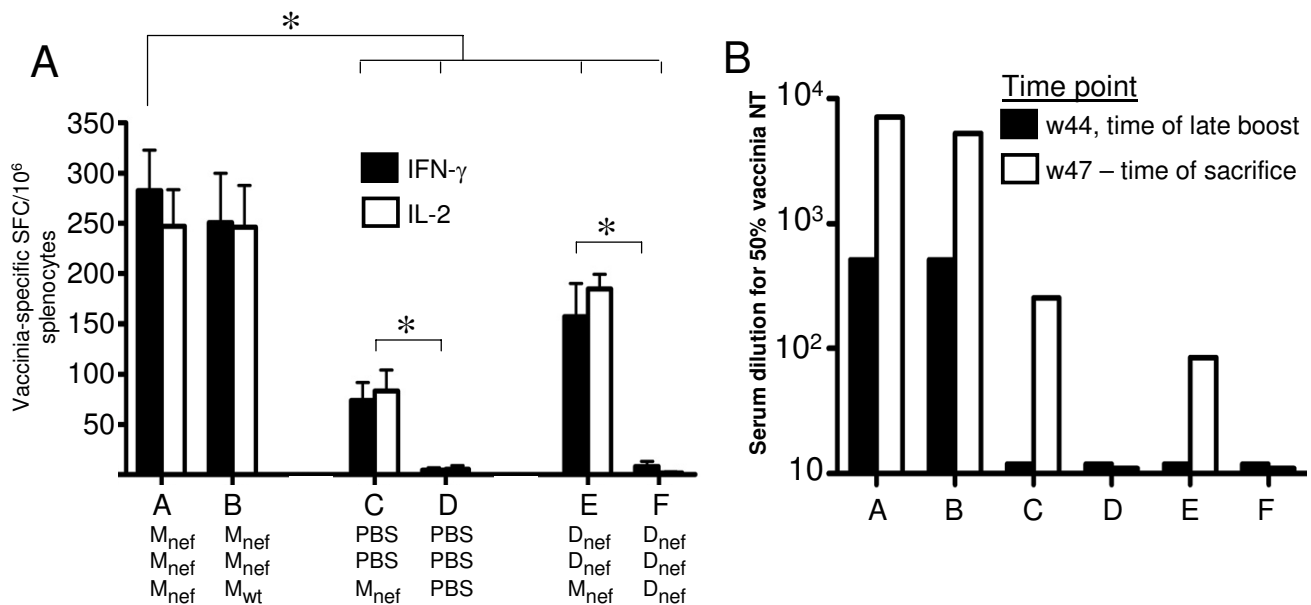 A
*
Vaccinia-specific SFC/10⁶
splenocytes
350
300
250
200
150
100
50
IFN-γ
IL-2
*
*
A B C D E F
Mnef Mnef PBS PBS Dnef Dnef
Mnef Mnef PBS PBS Dnef Dnef
Mnef Mwt Mnef PBS Mnef Dnef
B
Serum dilution for 50% vaccinia NT
10⁴
10³
10²
10
Time point
w44, time of late boost
w47 – time of sacrifice
A B C D E F